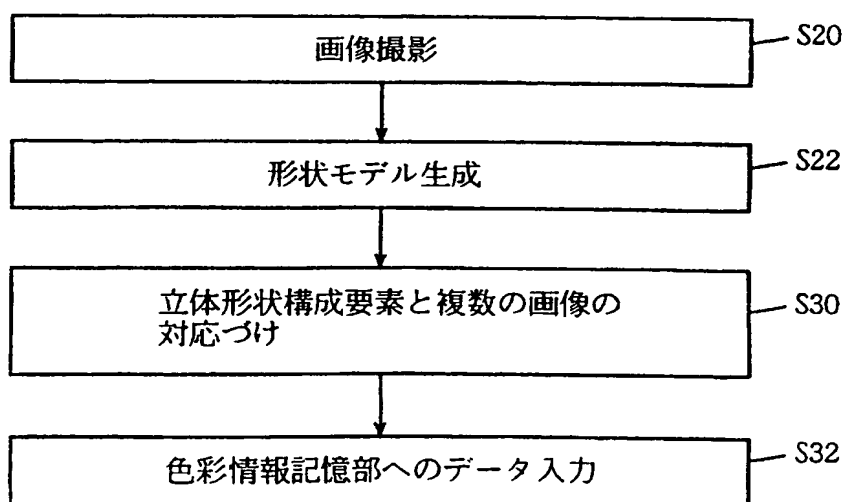 画像撮影
S20
形状モデル生成
S22
立体形状構成要素と複数の画像の
対応づけ
S30
色彩情報記憶部へのデータ入力
S32